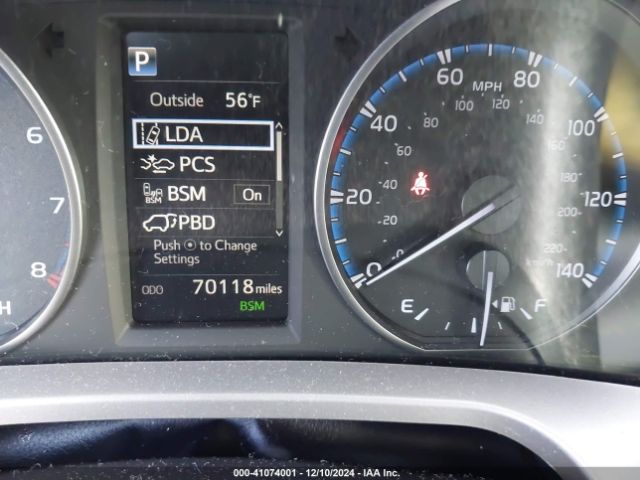 P
Outside 56°F
LDA
PCS
BSM
BSM On
PBD
Push to Change
Settings
ODO 70118 miles
BSM
6
7
8
H
0
20
40
60
80
100
120
140
MPH
0
20
40
60
80
100
120
140
160
180
200
220
km/h
E
F
000-41074001 - 12/10/2024 - IAA Inc.